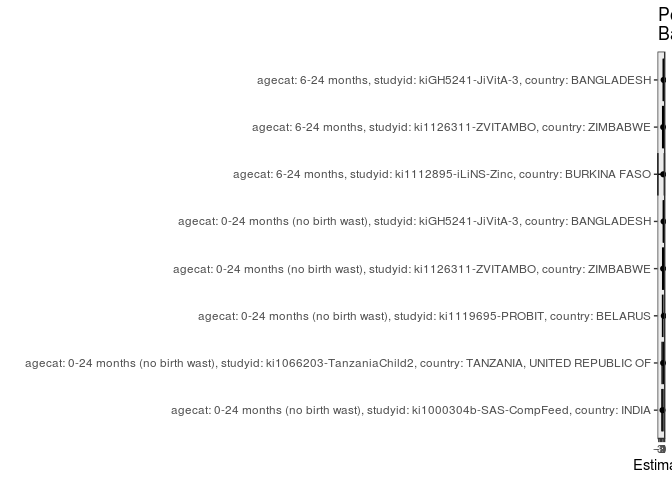 Po
Ba
agecat: 6-24 months, studyid: kiGH5241-JiVitA-3, country: BANGLADESH
agecat: 6-24 months, studyid: ki1126311-ZVITAMBO, country: ZIMBABWE
agecat: 6-24 months, studyid: ki1112895-iLiNS-Zinc, country: BURKINA FASO
agecat: 0-24 months (no birth wast), studyid: kiGH5241-JiVitA-3, country: BANGLADESH
agecat: 0-24 months (no birth wast), studyid: ki1126311-ZVITAMBO, country: ZIMBABWE
agecat: 0-24 months (no birth wast), studyid: ki1119695-PROBIT, country: BELARUS
agecat: 0-24 months (no birth wast), studyid: ki1066203-TanzaniaChild2, country: TANZANIA, UNITED REPUBLIC OF
agecat: 0-24 months (no birth wast), studyid: ki1000304b-SAS-CompFeed, country: INDIA
Estima